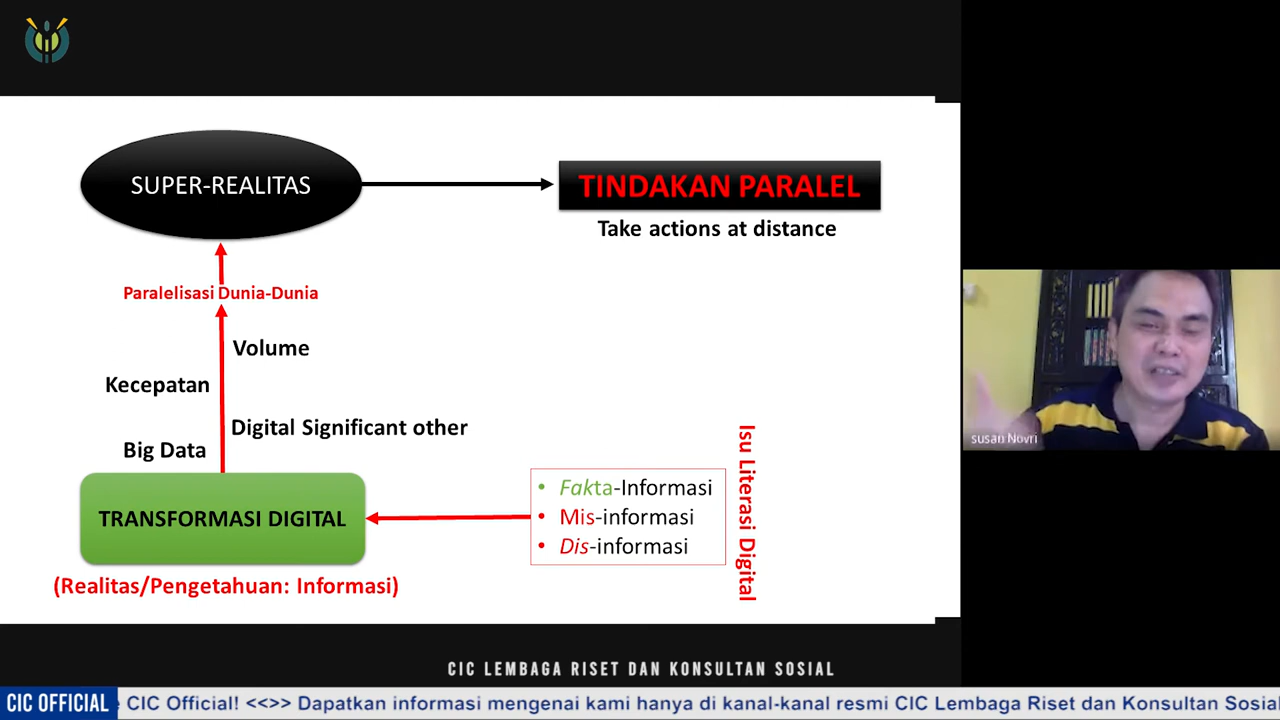 SUPER-REALITAS
TINDAKAN PARALEL
Take actions at distance
Paralelisasi Dunia-Dunia
Volume
Kecepatan
Digital Significant other
Big Data
TRANSFORMASI DIGITAL
(Realitas/Pengetahuan: Informasi)
• Fakta-Informasi
• Mis-informasi
• Dis-informasi
Isu Literasi Digital
susan Novri
CIC LEMBAGA RISET DAN KONSULTAN SOSIAL
CIC OFFICIAL
CIC Official! <<>> Dapatkan informasi mengenai kami hanya di kanal-kanal resmi CIC Lembaga Riset dan Konsultan Sosial